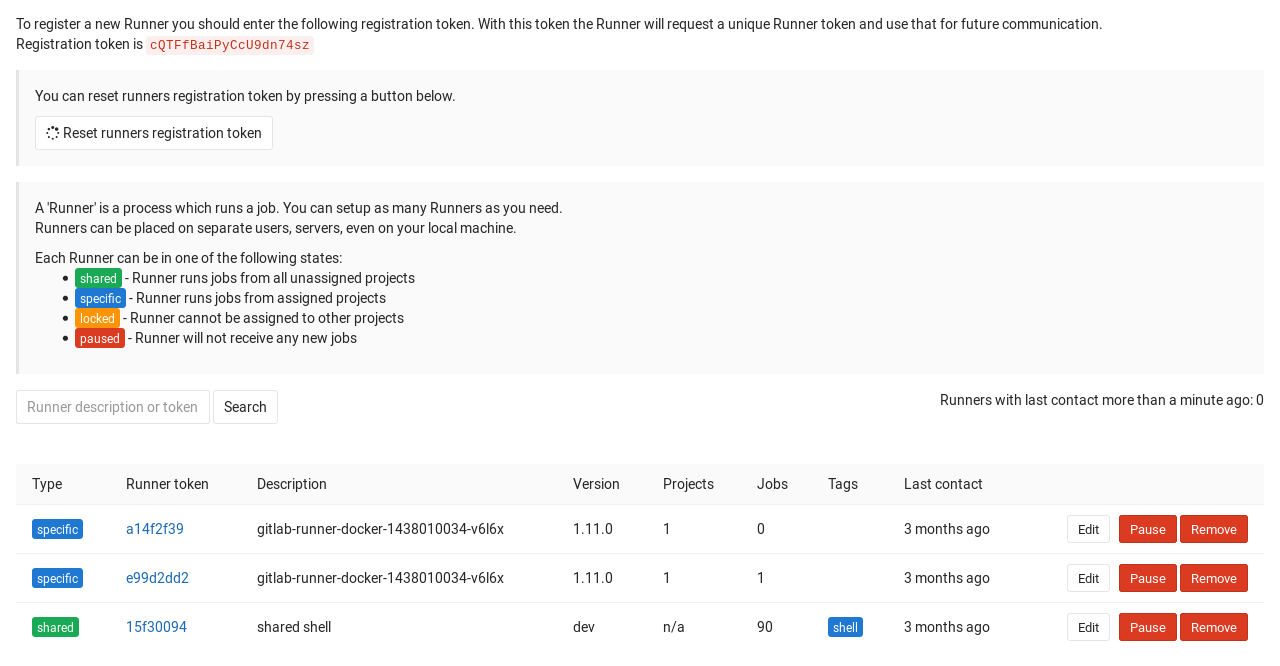 To register a new Runner you should enter the following registration token. With this token the Runner will request a unique Runner token and use that for future communication.
Registration token is cQTFfBaiPyCcU9dn74sz
You can reset runners registration token by pressing a button below.
Reset runners registration token
A 'Runner' is a process which runs a job. You can setup as many Runners as you need.
Runners can be placed on separate users, servers, even on your local machine.
Each Runner can be in one of the following states:
• shared - Runner runs jobs from all unassigned projects
• specific - Runner runs jobs from assigned projects
• locked - Runner cannot be assigned to other projects
• paused - Runner will not receive any new jobs
Runner description or token Search Runners with last contact more than a minute ago: 0
Type Runner token Description Version Projects Jobs Tags Last contact
specific a14f2f39 gitlab-runner-docker-1438010034-v6l6x 1.11.0 1 0 3 months ago Edit Pause Remove
specific e99d2dd2 gitlab-runner-docker-1438010034-v6l6x 1.11.0 1 1 3 months ago Edit Pause Remove
shared 15f30094 shared shell dev n/a 90 shell 3 months ago Edit Pause Remove